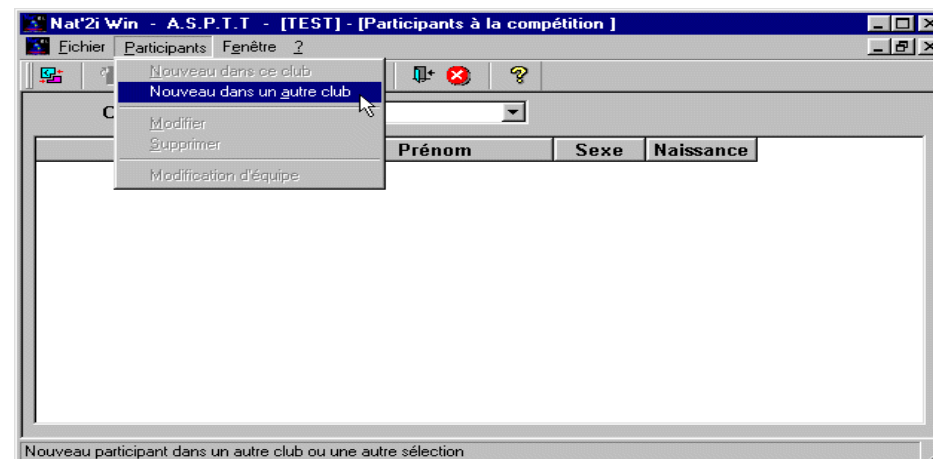 Nat'2i Win - A.S.P.T.T - [TEST] - [Participants à la compétition ]
Fichier Participants Fenêtre ?
Nouveau dans ce club
Nouveau dans un autre club
C
Modifier
Supprimer
Prénom Sexe Naissance
Modification d'équipe
Nouveau participant dans un autre club ou une autre sélection